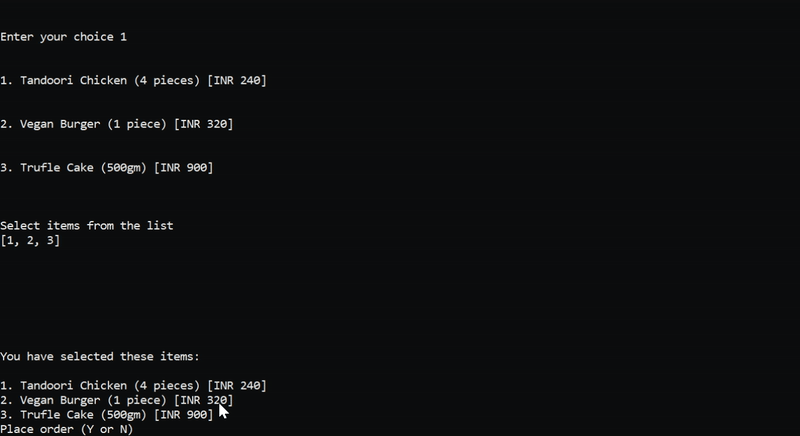 Enter your choice 1
1. Tandoori Chicken (4 pieces) [INR 240]
2. Vegan Burger (1 piece) [INR 320]
3. Trufle Cake (500gm) [INR 900]
Select items from the list
[1, 2, 3]
You have selected these items:
1. Tandoori Chicken (4 pieces) [INR 240]
2. Vegan Burger (1 piece) [INR 320]
3. Trufle Cake (500gm) [INR 900]
Place order (Y or N)